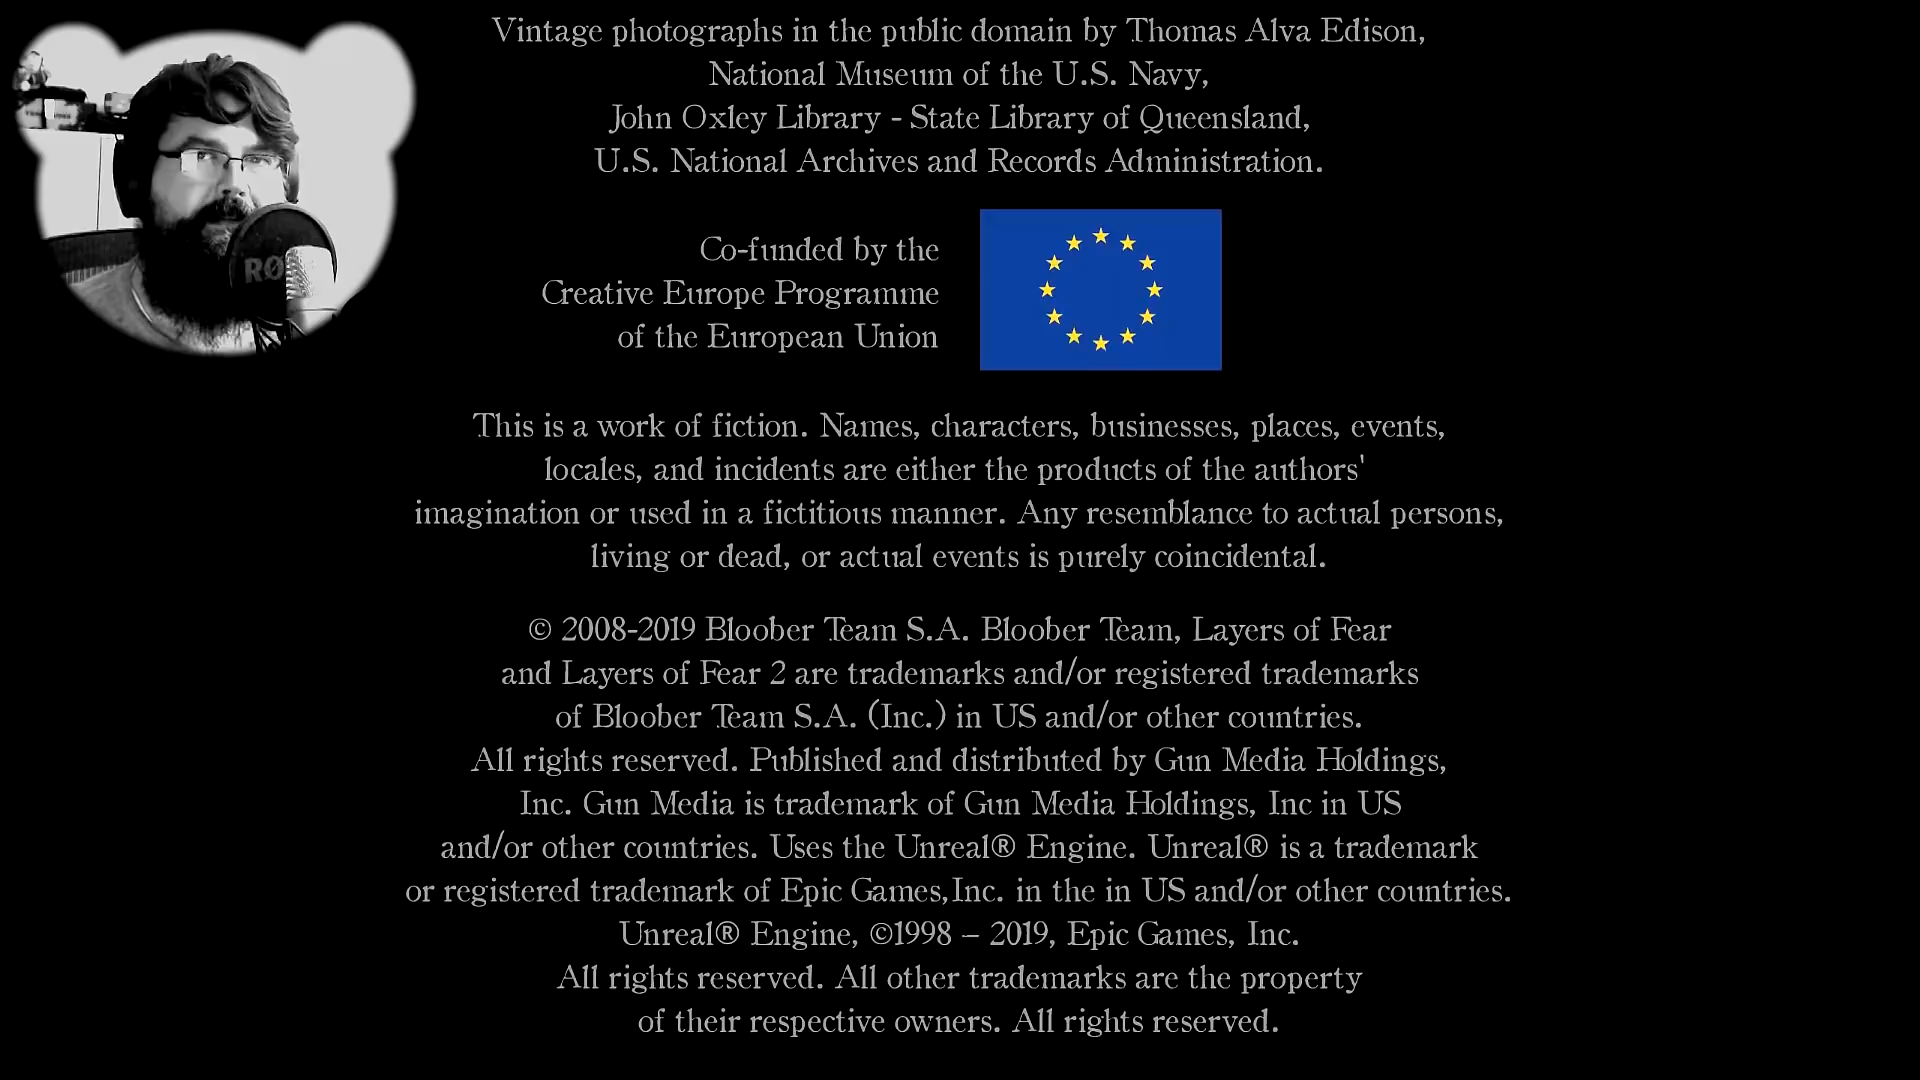 Vintage photographs in the public domain by Thomas Alva Edison,
National Museum of the U.S. Navy,
John Oxley Library - State Library of Queensland,
U.S. National Archives and Records Administration.
RØ
Co-funded by the
Creative Europe Programme
of the European Union
This is a work of fiction. Names, characters, businesses, places, events,
locales, and incidents are either the products of the authors'
imagination or used in a fictitious manner. Any resemblance to actual persons,
living or dead, or actual events is purely coincidental.
© 2008-2019 Bloober Team S.A. Bloober Team, Layers of Fear
and Layers of Fear 2 are trademarks and/or registered trademarks
of Bloober Team S.A. (Inc.) in US and/or other countries.
All rights reserved. Published and distributed by Gun Media Holdings,
Inc. Gun Media is trademark of Gun Media Holdings, Inc in US
and/or other countries. Uses the Unreal® Engine. Unreal® is a trademark
or registered trademark of Epic Games,Inc. in the in US and/or other countries.
Unreal® Engine, ©1998 – 2019, Epic Games, Inc.
All rights reserved. All other trademarks are the property
of their respective owners. All rights reserved.